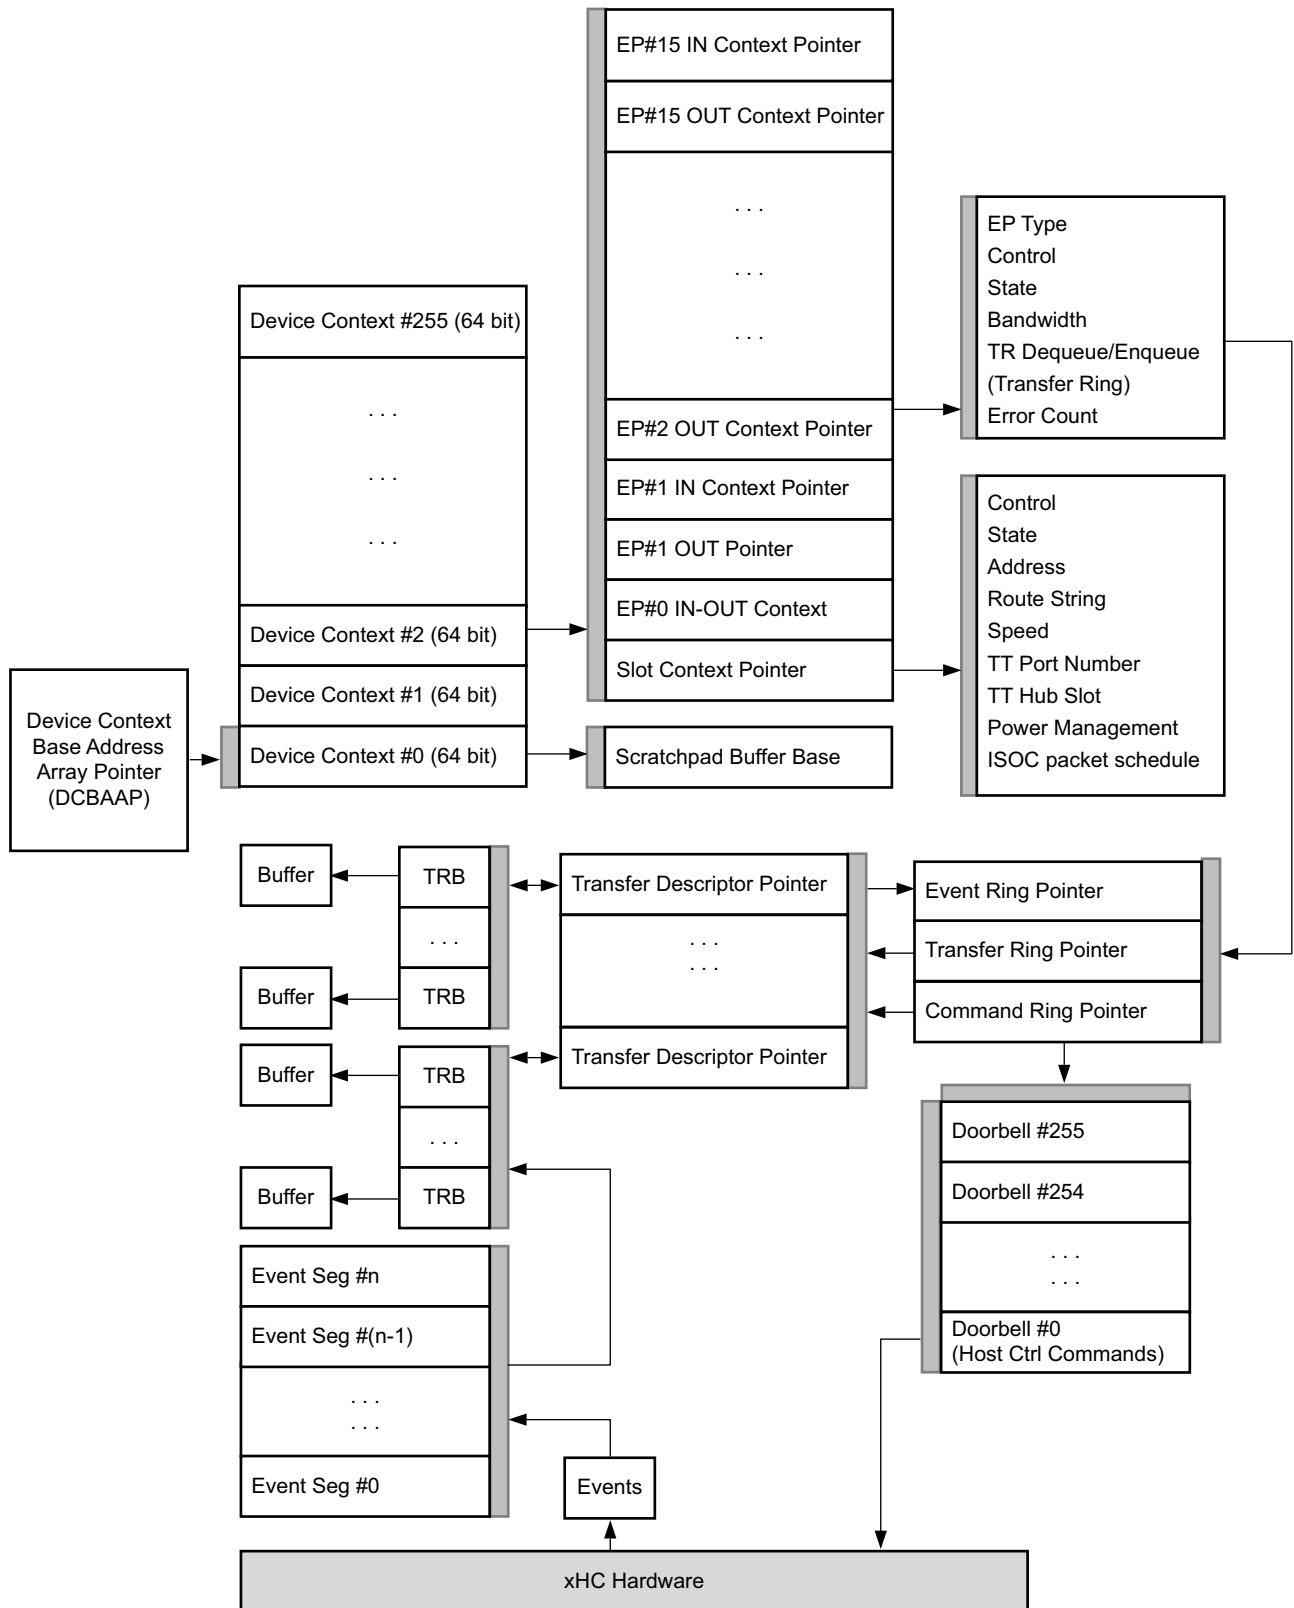 EP#15 IN Context Pointer
EP#15 OUT Context Pointer
. . .
. . .
. . .
EP#2 OUT Context Pointer
EP#1 IN Context Pointer
EP#1 OUT Pointer
EP#0 IN-OUT Context
Slot Context Pointer
EP Type
Control
State
Bandwidth
TR Dequeue/Enqueue
(Transfer Ring)
Error Count
Control
State
Address
Route String
Speed
TT Port Number
TT Hub Slot
Power Management
ISOC packet schedule
Device Context #255 (64 bit)
. . .
. . .
. . .
Device Context #2 (64 bit)
Device Context #1 (64 bit)
Device Context #0 (64 bit)
Device Context
Base Address
Array Pointer
(DCBAAP)
Scratchpad Buffer Base
Buffer
TRB
. . .
Buffer
TRB
Buffer
TRB
. . .
Buffer
TRB
Transfer Descriptor Pointer
. . .
. . .
Transfer Descriptor Pointer
Event Ring Pointer
Transfer Ring Pointer
Command Ring Pointer
Doorbell #255
Doorbell #254
. . .
. . .
Doorbell #0
(Host Ctrl Commands)
Event Seg #n
Event Seg #(n-1)
. . .
. . .
Event Seg #0
Events
xHC Hardware